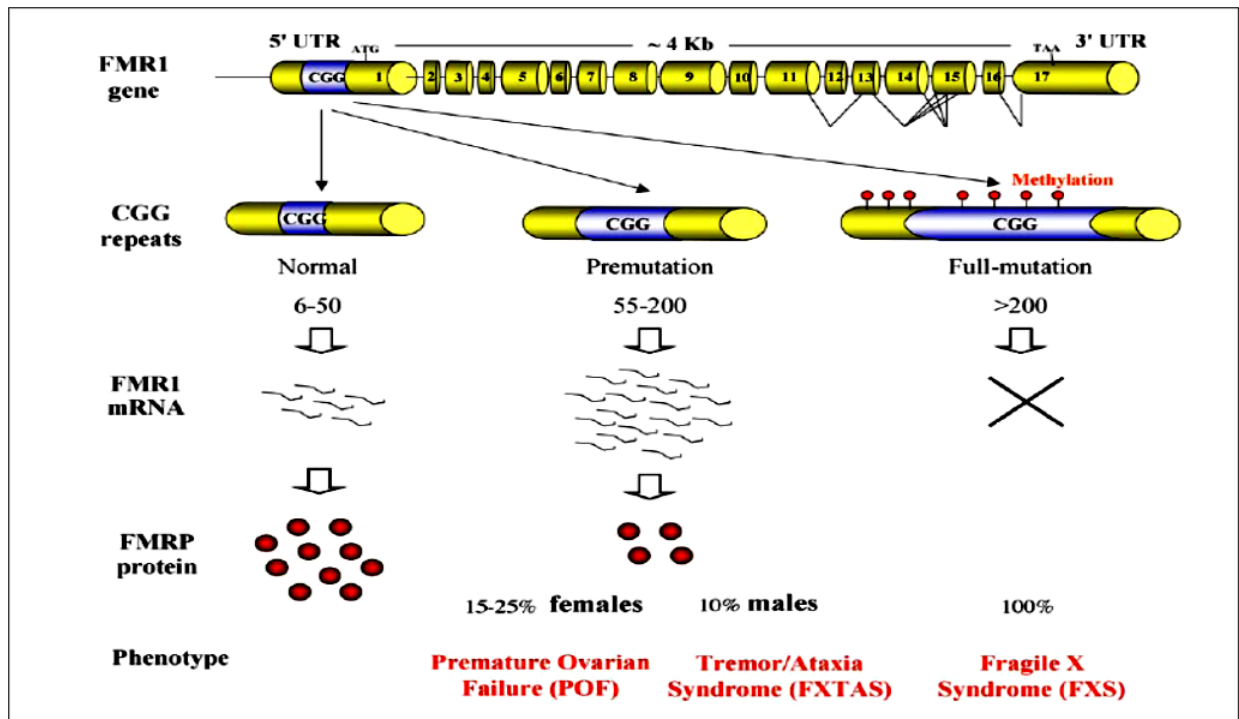 5' UTR ATG ~ 4 Kb TAA 3' UTR
FMR1
gene
CGG 1 2 3 4 5 6 7 8 9 10 11 12 13 14 15 16 17
Methylation
CGG
repeats
CGG CGG CGG
Normal Premutation Full-mutation
6-50 55-200 >200
FMR1
mRNA
FMRP
protein
15-25% females 10% males 100%
Phenotype
Premature Ovarian
Failure (POF)
Tremor/Ataxia
Syndrome (FXTAS)
Fragile X
Syndrome (FXS)